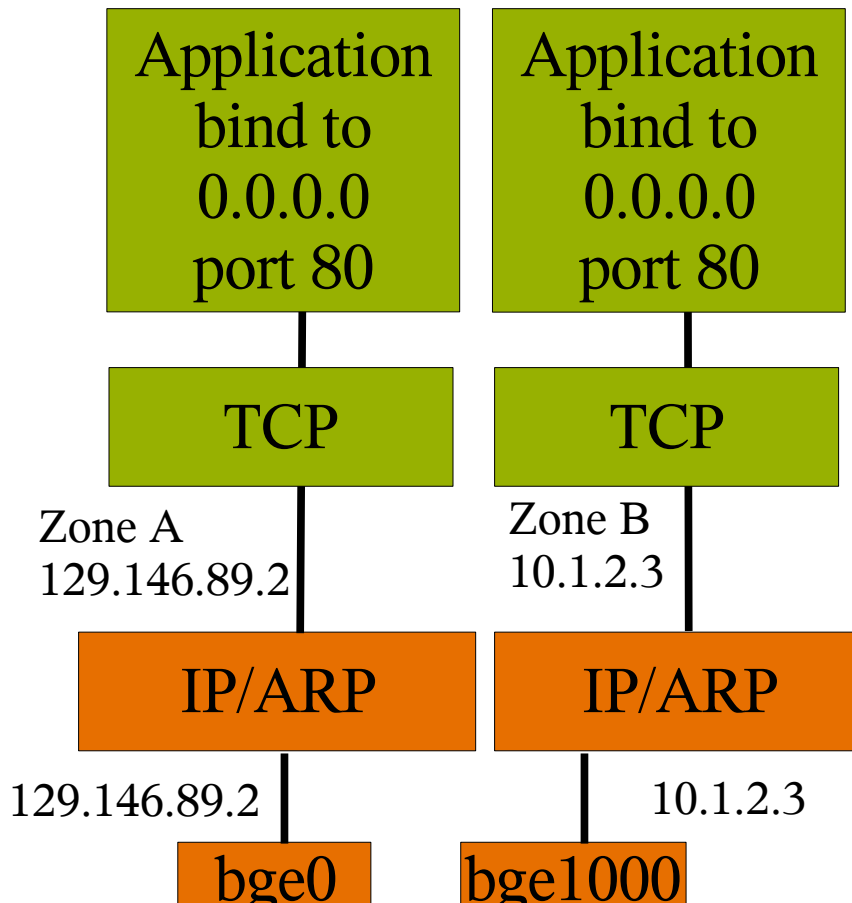 Application
bind to
0.0.0.0
port 80
Application
bind to
0.0.0.0
port 80
TCP
TCP
Zone A
129.146.89.2
Zone B
10.1.2.3
IP/ARP
IP/ARP
129.146.89.2
10.1.2.3
bge0
bge1000